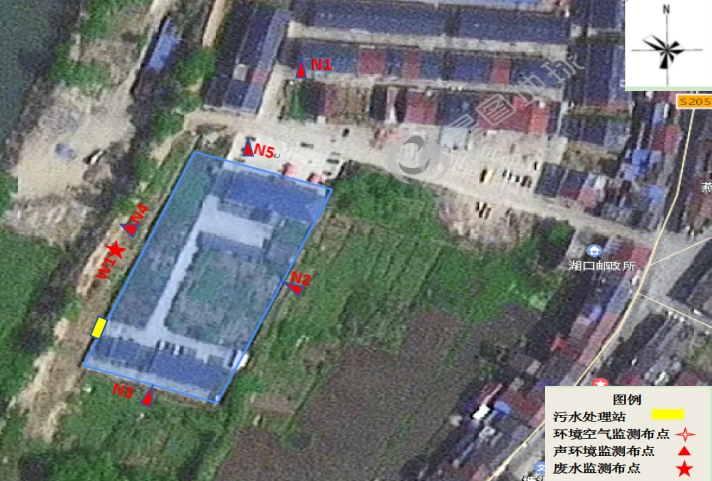 N
N1
S205
N5
N4
W1
N2
湖口邮政所
N3
图例
污水处理站
环境空气监测布点
声环境监测布点
废水监测布点